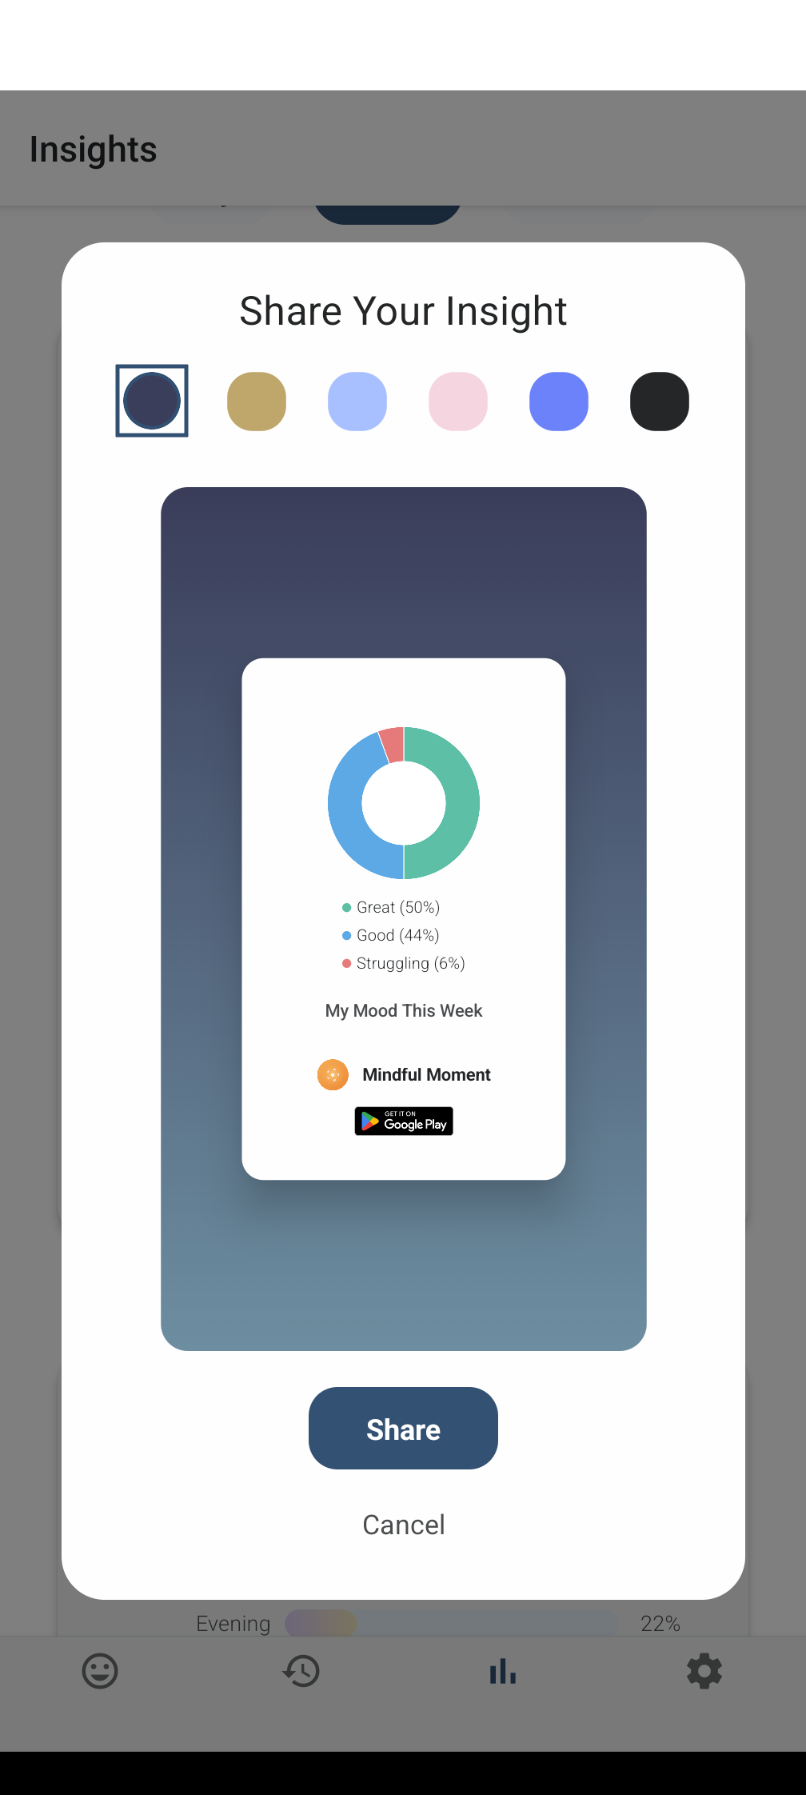 Insights
Share Your Insight
Great (50%)
Good (44%)
Struggling (6%)
My Mood This Week
Mindful Moment
GET IT ON
Google Play
Share
Cancel
Evening 22%